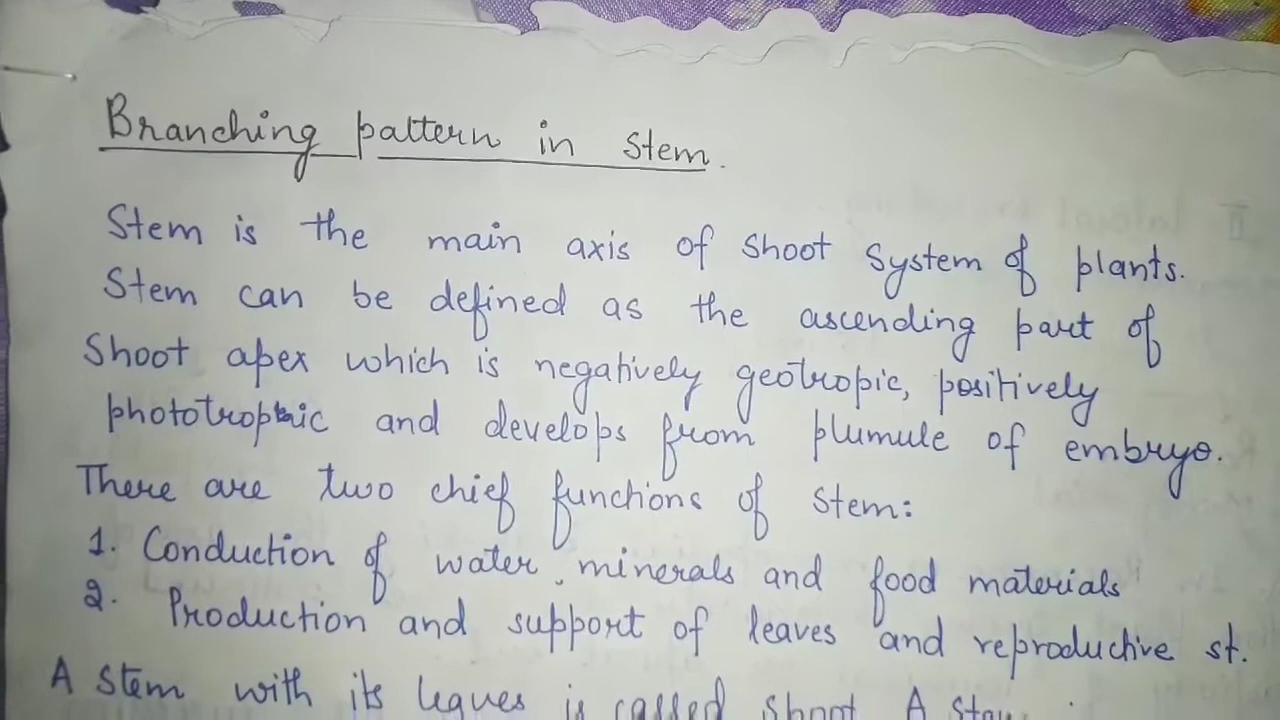 Branching pattern in stem.
Stem is the main axis of shoot system of plants.
Stem can be defined as the ascending part of
shoot apex which is negatively geotropic, positively
phototrophic and develops from plumule of embryo.
There are two chief functions of stem:
1. Conduction of water, minerals and food materials
2. Production and support of leaves and reproductive st.
A stem with its leaves is called shoot. A